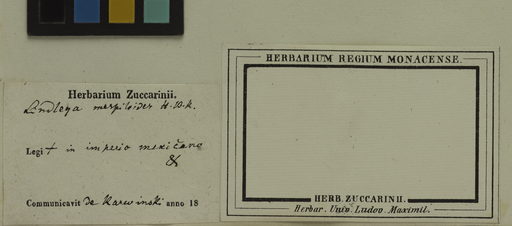 Herbarium Zuccarinii.
Lindleya mespiloides H. B. K.
Legit in imperio mexicano
&
Communicavit de Karwinski anno 18
HERBARIUM REGIUM MONACENSE.
HERB. ZUCCARINII.
Herbar. Univ. Ludov. Maximil.